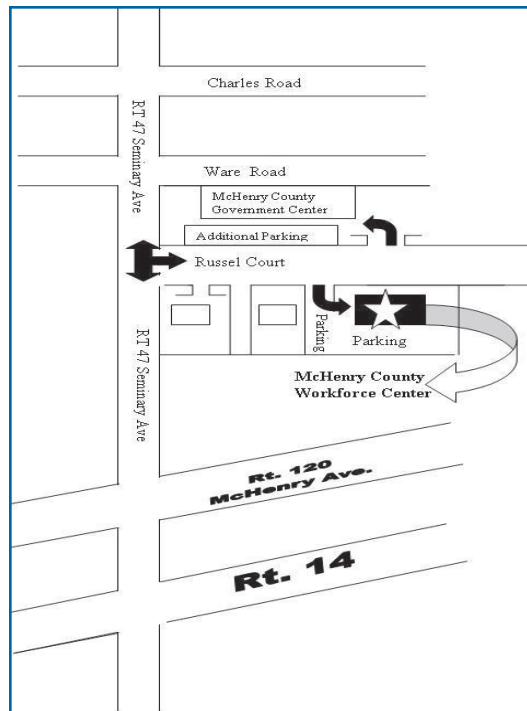 Charles Road
RT 47 Seminary Ave
Ware Road
McHenry County
Government Center
Additional Parking
Russel Court
Parking
Parking
RT 47 Seminary Ave
McHenry County
Workforce Center
Rt. 120
McHenry Ave.
Rt. 14